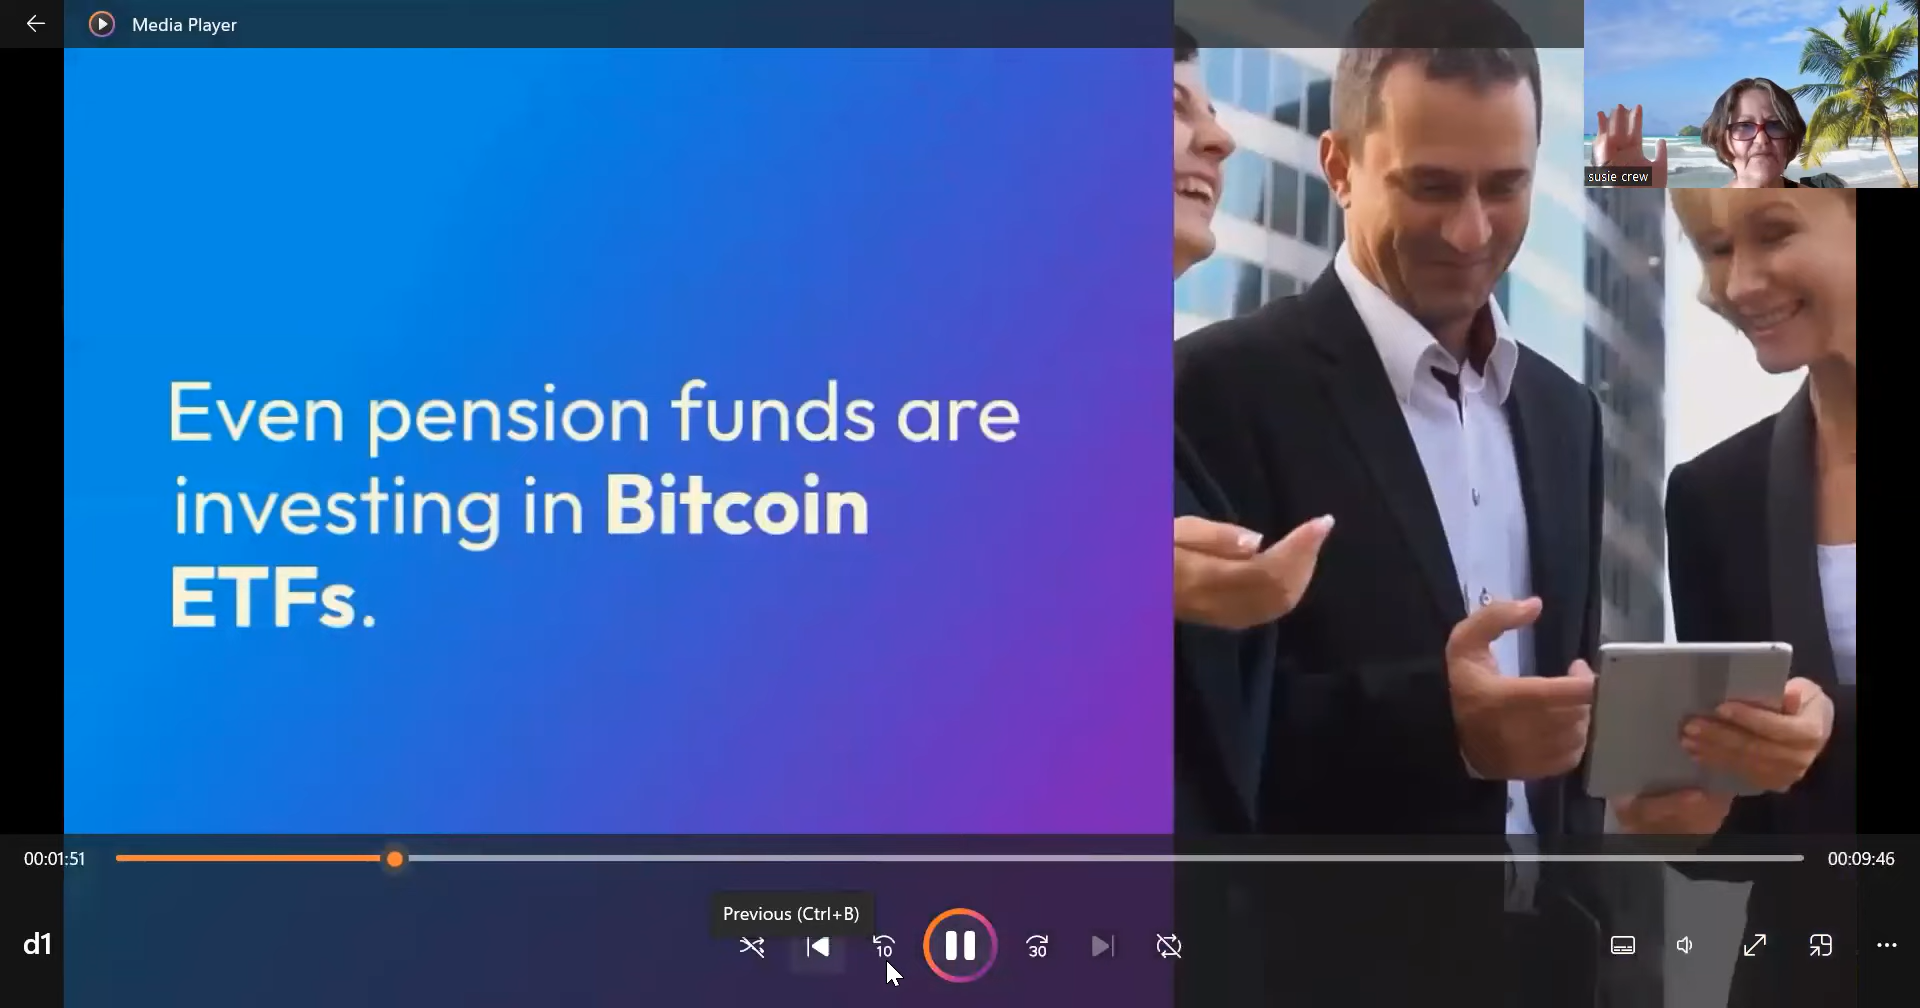 Media Player
susie crew
Even pension funds are
investing in Bitcoin
ETFs.
00:01:51
00:09:46
Previous (Ctrl+B)
d1
10
30